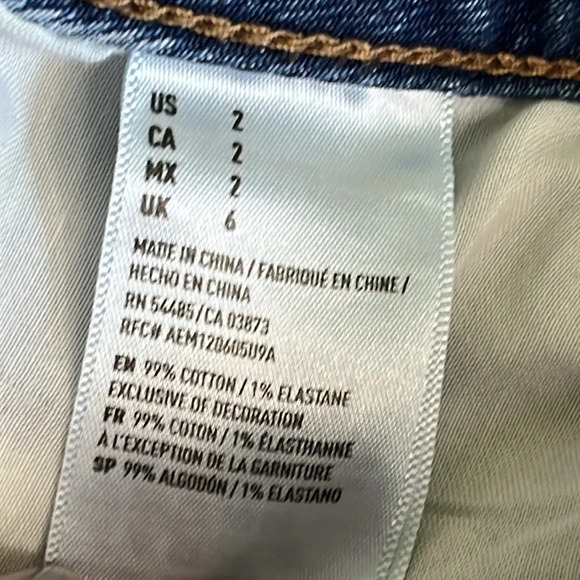 US 2
CA 2
MX 2
UK 6
MADE IN CHINA / FABRIQUÉ EN CHINE /
HECHO EN CHINA
RN 54485/CA 03873
RFC# AEM120605U9A
EN 99% COTTON / 1% ELASTANE
EXCLUSIVE OF DECORATION
FR 99% COTON / 1% ÉLASTHANNE
À L'EXCEPTION DE LA GARNITURE
SP 99% ALGODÓN / 1% ELASTANO